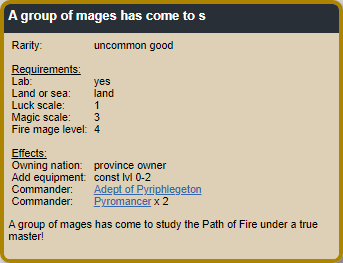 A group of mages has come to s
Rarity: uncommon good
Requirements:
Lab: yes
Land or sea: land
Luck scale: 1
Magic scale: 3
Fire mage level: 4
Effects:
Owning nation: province owner
Add equipment: const lvl 0-2
Commander: Adept of Pyriphlegeton
Commander: Pyromancer x 2
A group of mages has come to study the Path of Fire under a true
master!